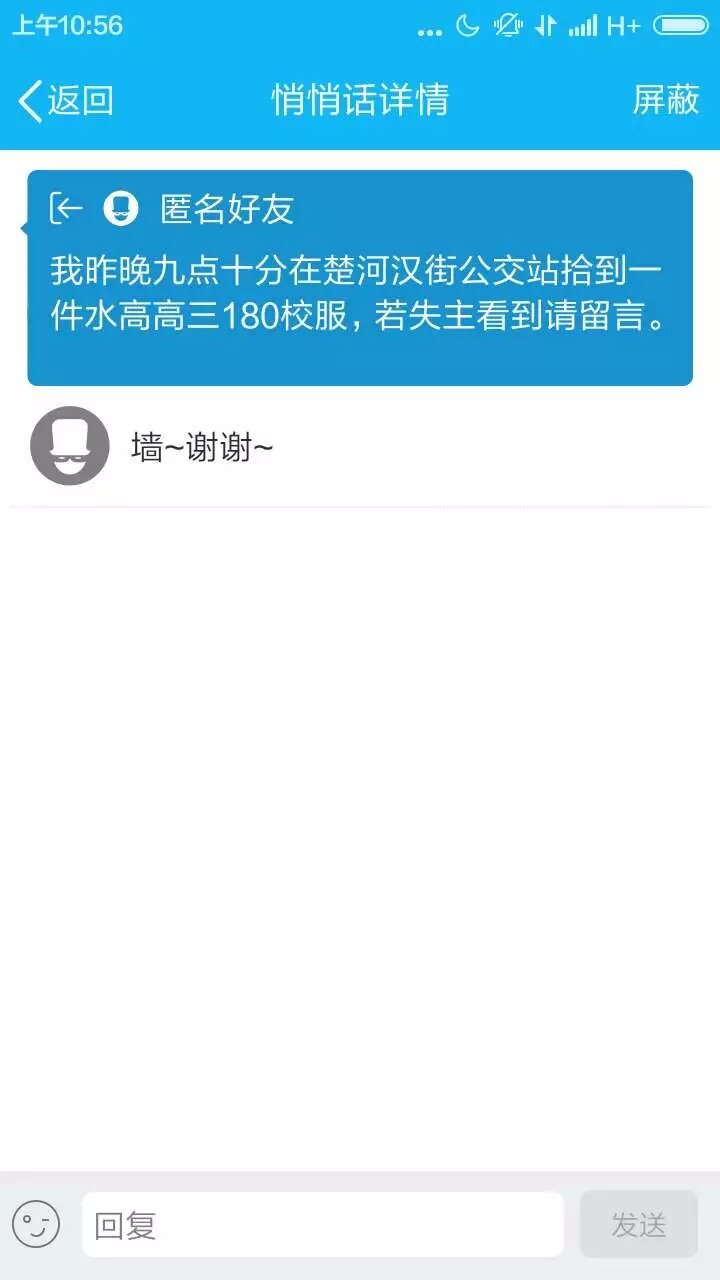 上午10:56
... H+
返回 悄悄话详情 屏蔽
匿名好友
我昨晚九点十分在楚河汉街公交站拾到一
件水高高三180校服，若失主看到请留言。
墙~谢谢~
回复 发送